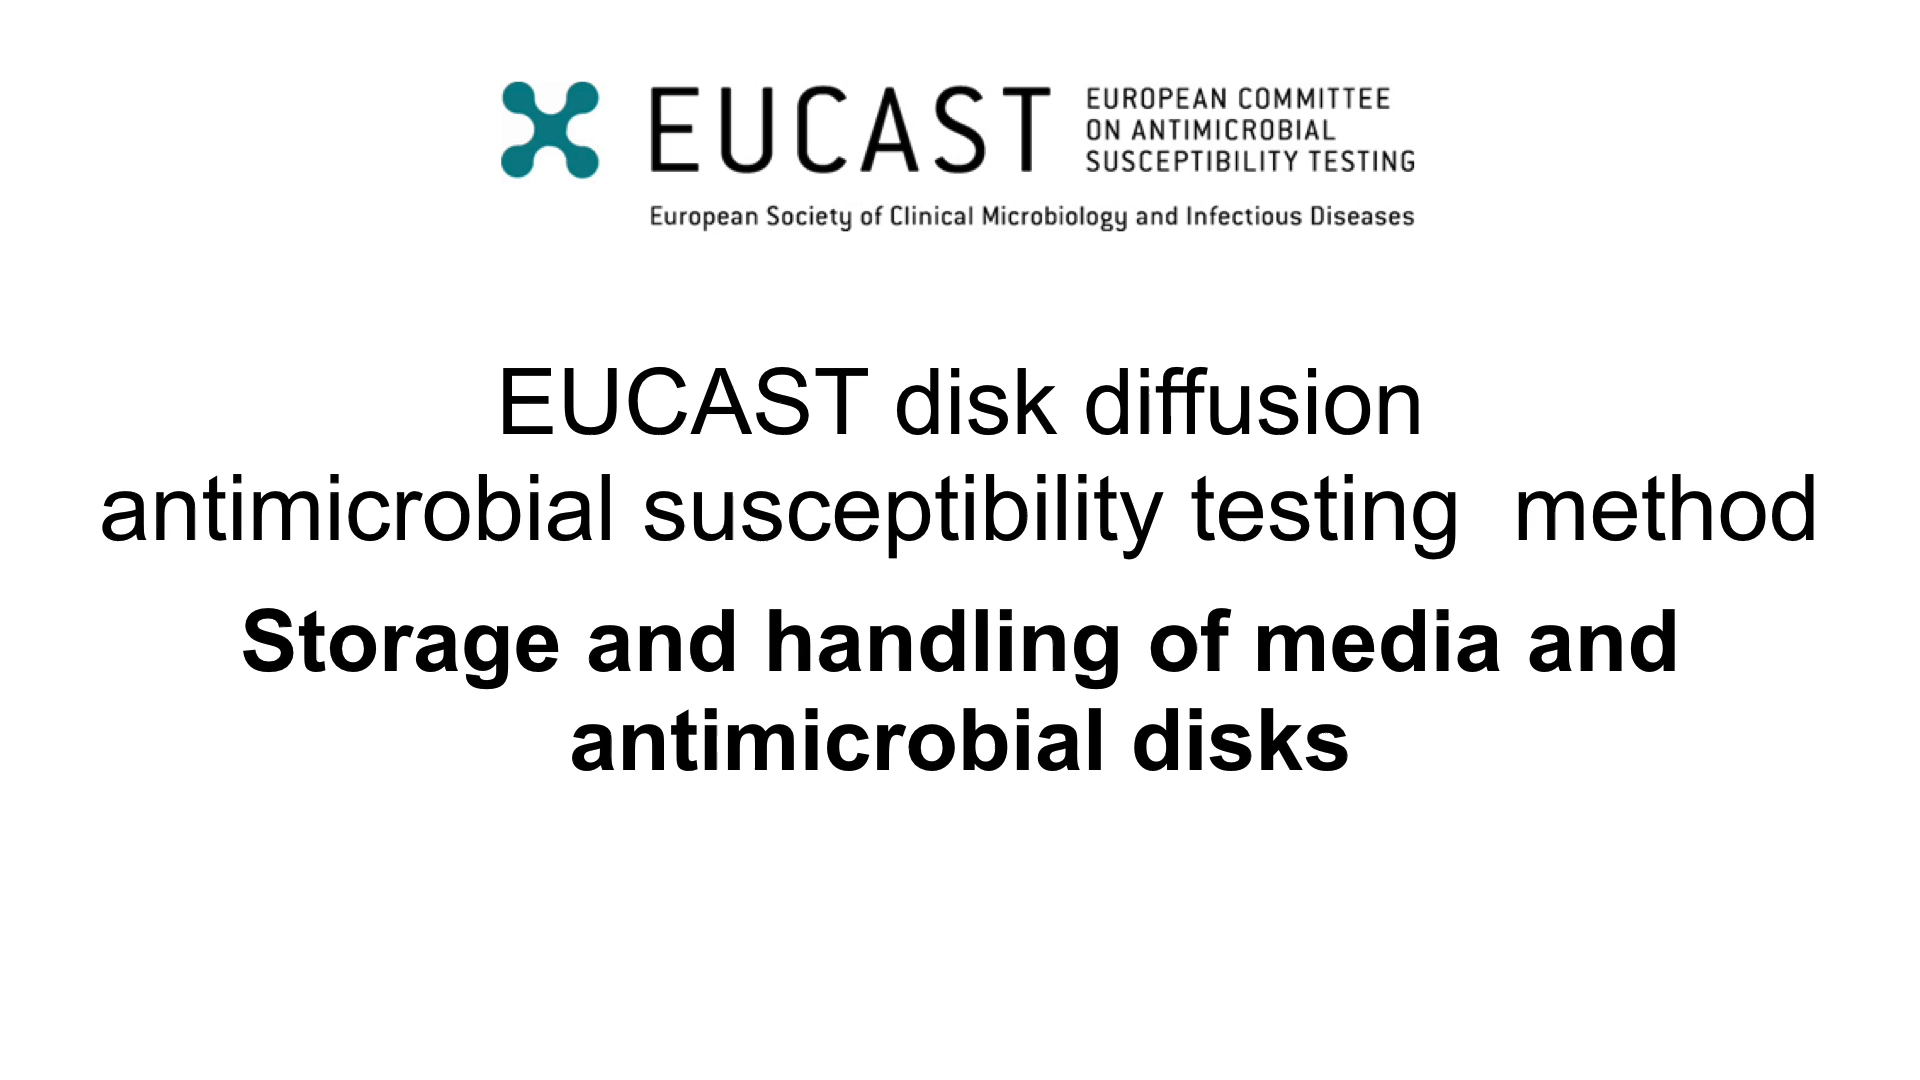 EUCAST
EUROPEAN COMMITTEE
ON ANTIMICROBIAL
SUSCEPTIBILITY TESTING
European Society of Clinical Microbiology and Infectious Diseases
EUCAST disk diffusion
antimicrobial susceptibility testing  method
Storage and handling of media and
antimicrobial disks